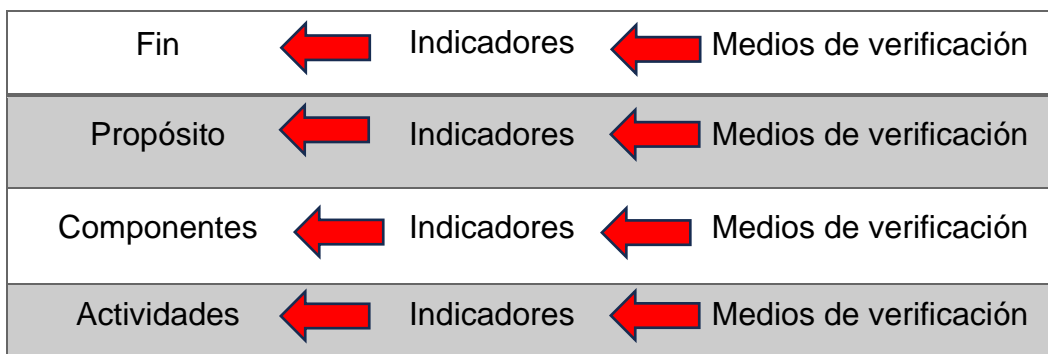 Fin Indicadores Medios de verificación
Propósito Indicadores Medios de verificación
Componentes Indicadores Medios de verificación
Actividades Indicadores Medios de verificación